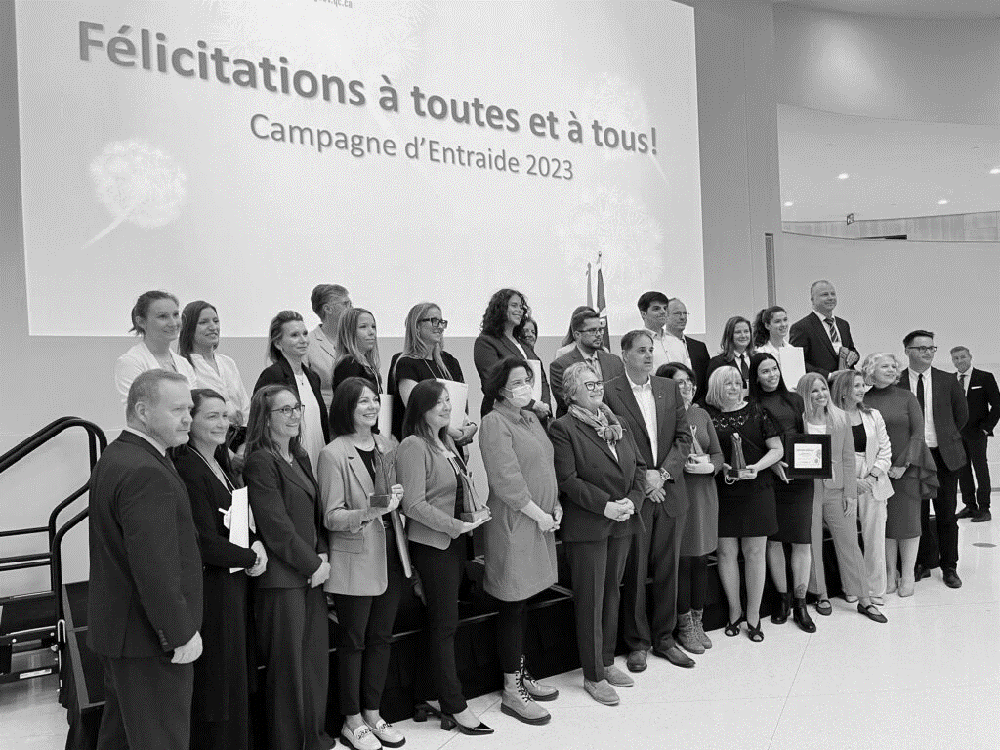 Félicitations à toutes et à tous!
Campagne d'Entraide 2023